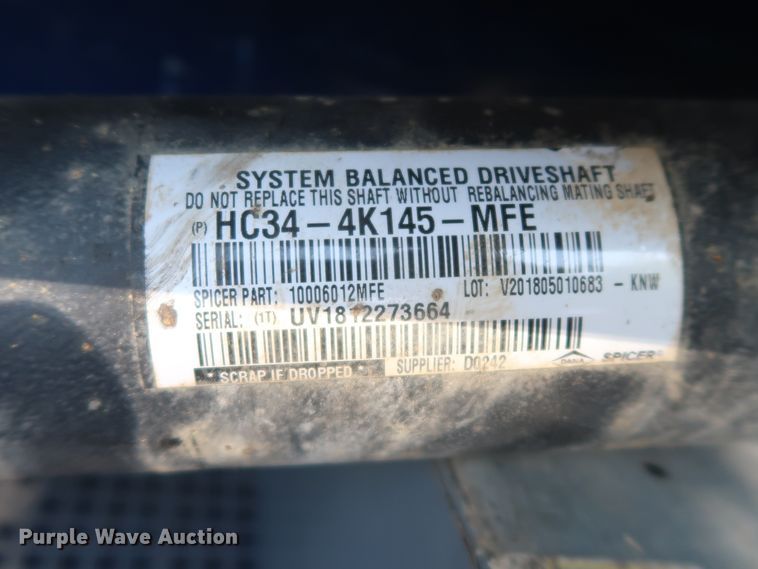 SYSTEM BALANCED DRIVESHAFT
DO NOT REPLACE THIS SHAFT WITHOUT REBALANCING MATING SHAFT
(P) HC34-4K145-MFE
SPICER PART: 10006012MFE LOT: V201805010683 - KNW
SERIAL: (1T) UV1812273664
* SCRAP IF DROPPED * SUPPLIER: D0242 DANA SPICER
Purple Wave Auction